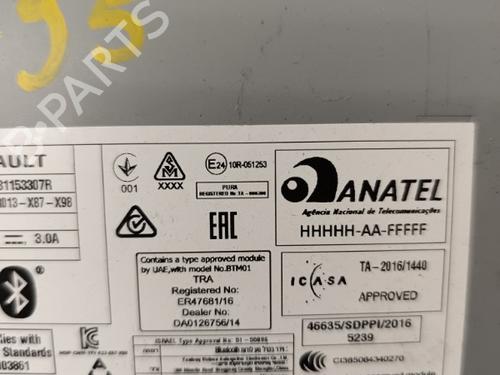 95
B-PARTS
AULT
81153307R
013-X87-X98
3.0A
001
XXXX
E24 10R-051253
PURA
EAC
Contains a type approved module
by UAE,with model No.BTM01
TRA
Registered No:
ER47681/16
Dealer No:
DA0126756/14
ANATEL
Agência Nacional de Telecomunicações
HHHHH-AA-FFFFF
ICASA
TA-2016/1440
APPROVED
46635/SDPPI/2016
5239
plies with
Standards
03861